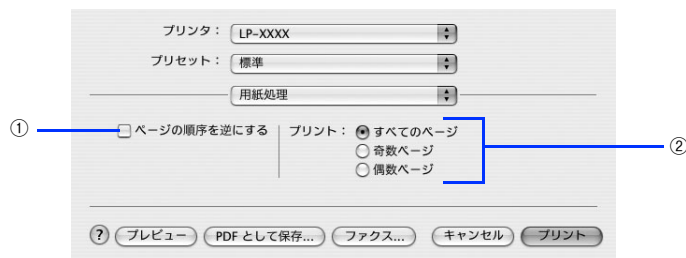 プリンタ： LP-XXXX
プリセット： 標準
用紙処理
① ページの順序を逆にする プリント： すべてのページ ②
奇数ページ
偶数ページ
? プレビュー PDF として保存... ファクス... キャンセル プリント